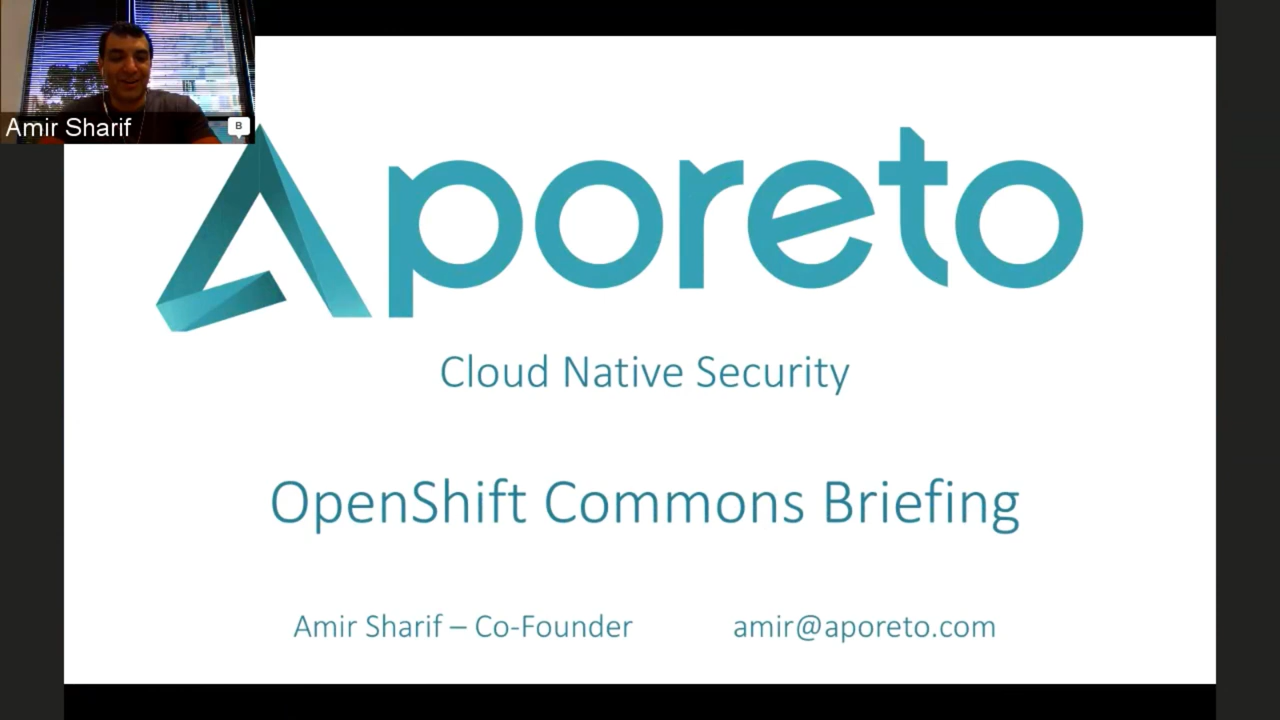 Amir Sharif
B
Aporeto
Cloud Native Security
OpenShift Commons Briefing
Amir Sharif – Co-Founder amir@aporeto.com